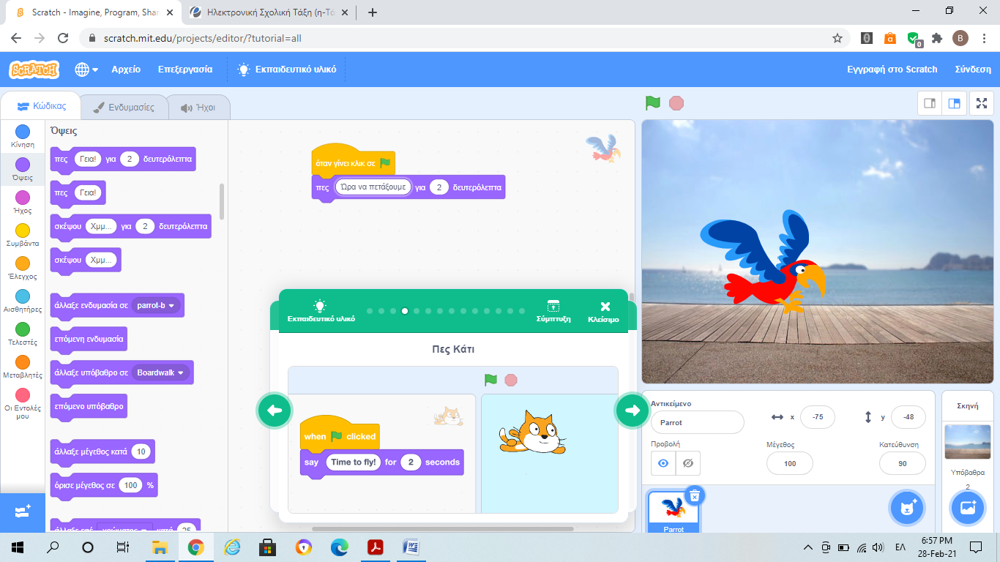 Scratch - Imagine, Program, Shar
Ηλεκτρονική Σχολική Τάξη (η-Τά
scratch.mit.edu/projects/editor/?tutorial=all
0
B
SCRATCH
Αρχείο
Επεξεργασία
Εκπαιδευτικό υλικό
Εγγραφή στο Scratch
Σύνδεση
Κώδικας
Ενδυμασίες
Ήχοι
Κίνηση
Όψεις
Ήχος
Συμβάντα
Έλεγχος
Αισθητήρες
Τελεστές
Μεταβλητές
Οι Εντολές
μου
Όψεις
πες Γεια! για 2 δευτερόλεπτα
πες Γεια!
σκέψου Χμμ... για 2 δευτερόλεπτα
σκέψου Χμμ...
άλλαξε ενδυμασία σε parrot-b
επόμενη ενδυμασία
άλλαξε υπόβαθρο σε Boardwalk
επόμενο υπόβαθρο
άλλαξε μέγεθος κατά 10
όρισε μέγεθος σε 100 %
όταν γίνει κλικ σε
πες Ώρα να πετάξουμε για 2 δευτερόλεπτα
Εκπαιδευτικό υλικό
Σύμπτυξη
Κλείσιμο
Πες Κάτι
when clicked
say Time to fly! for 2 seconds
Αντικείμενο
Parrot
x -75
y -48
Προβολή
Μέγεθος
100
Κατεύθυνση
90
Parrot
Σκηνή
Υπόβαθρα
2
ΕΛ
6:57 PM
28-Feb-21